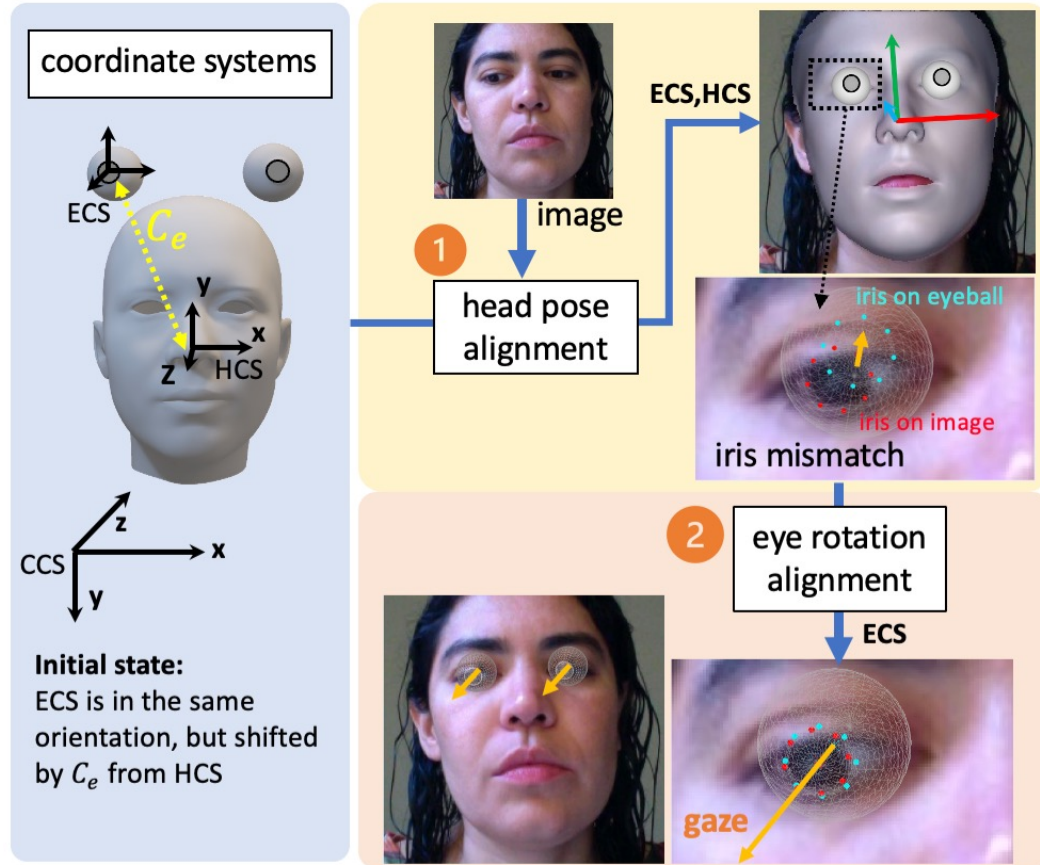 coordinate systems
ECS
C_e
y
x
z
HCS
z
x
CCS
y
Initial state:
ECS is in the same
orientation, but shifted
by C_e from HCS
image
1
head pose
alignment
ECS,HCS
iris on eyeball
iris on image
iris mismatch
2
eye rotation
alignment
ECS
gaze